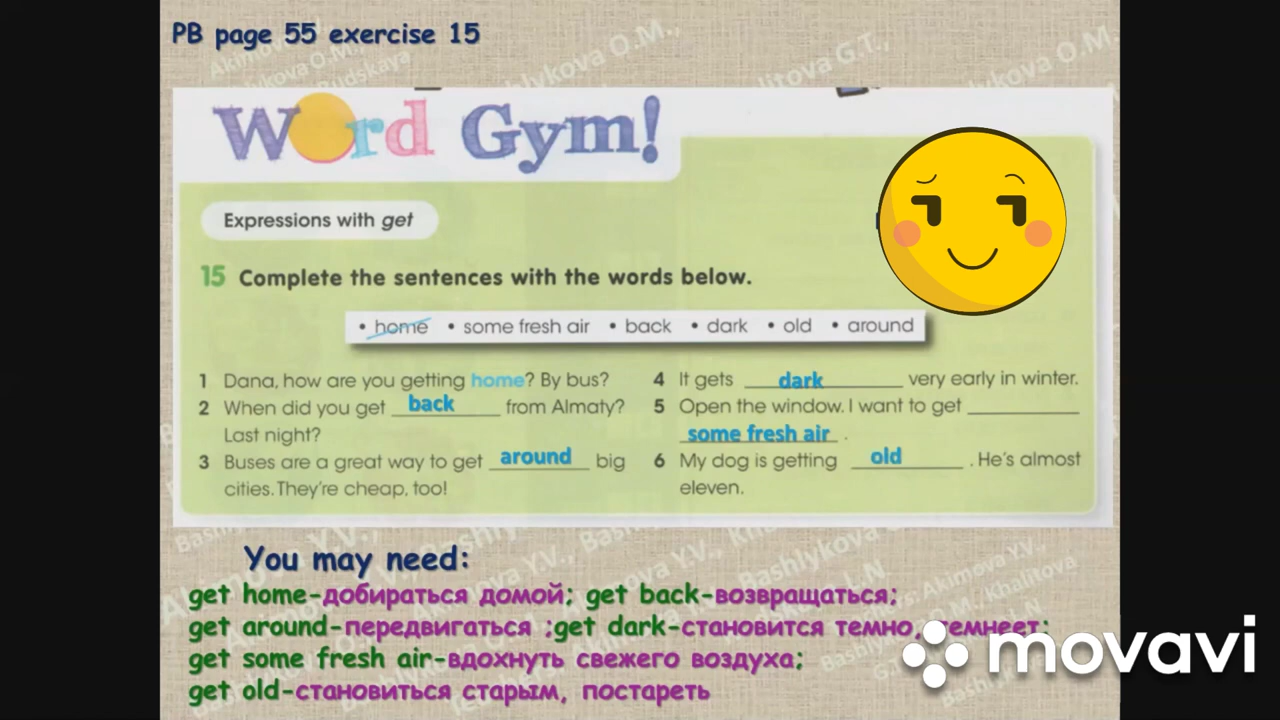 PB page 55 exercise 15
Word Gym!
Expressions with get
15 Complete the sentences with the words below.
• home • some fresh air • back • dark • old • around
1 Dana, how are you getting home? By bus?
2 When did you get back from Almaty?
Last night?
3 Buses are a great way to get around big
cities. They're cheap, too!
4 It gets dark very early in winter.
5 Open the window. I want to get
some fresh air .
6 My dog is getting old . He's almost
eleven.
You may need:
get home-добираться домой; get back-возвращаться;
get around-передвигаться ;get dark-становится темно, темнеет;
get some fresh air-вдохнуть свежего воздуха;
get old-становиться старым, постареть
movavi